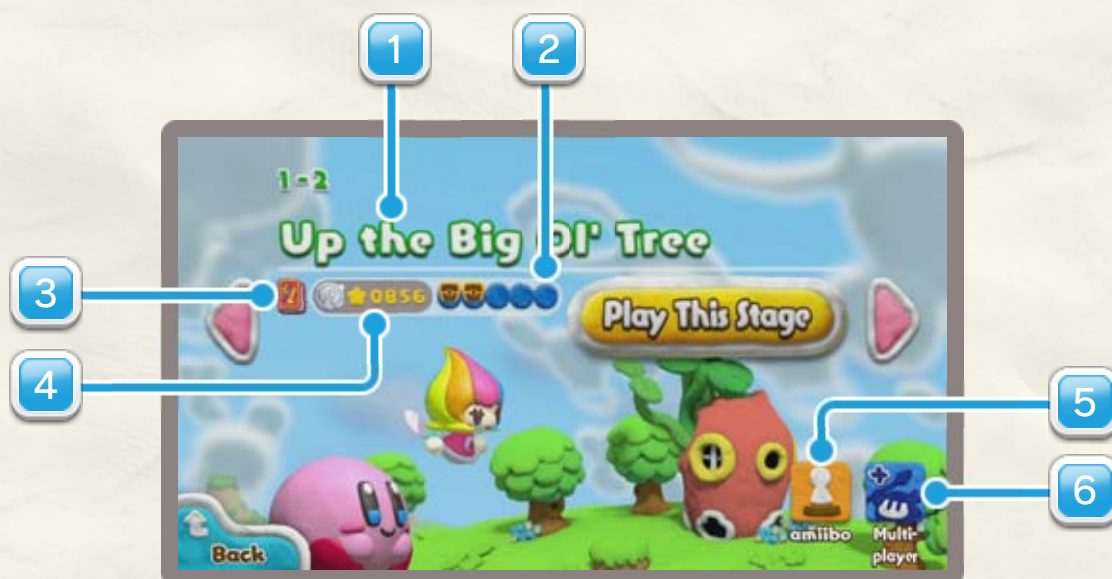 1
2
1-2
Up the Big Ol' Tree
3
0856
Play This Stage
4
5
6
amiibo
Multi-
player
Back